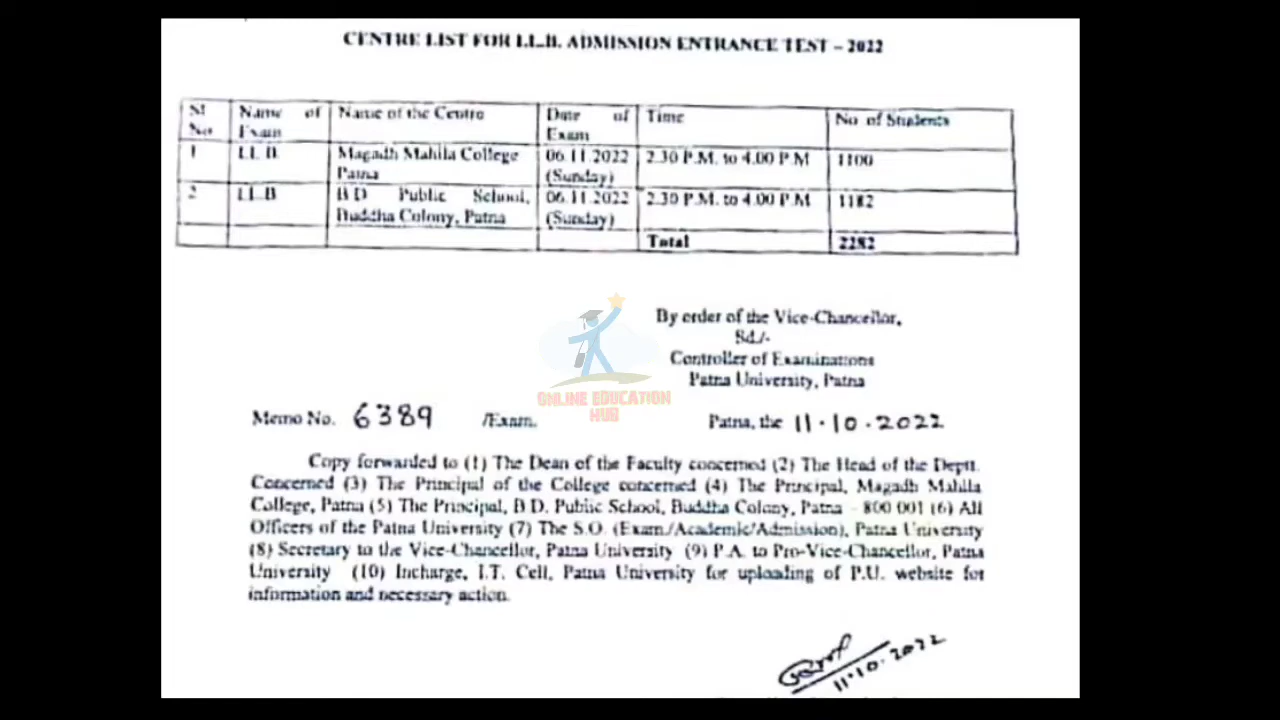 CENTRE LIST FOR LL.B. ADMISSION ENTRANCE TEST – 2022
Sl No Name of Exam Name of the Centre Date of Exam Time No of Students
1 LL.B Magadh Mahila College Patna 06.11.2022 (Sunday) 2.30 P.M. to 4.00 P.M 1100
2 LL.B B.D Public School, Buddha Colony, Patna 06.11.2022 (Sunday) 2.30 P.M. to 4.00 P.M 1182
Total 2282
By order of the Vice-Chancellor,
Sd./-
Controller of Examinations
Patna University, Patna
ONLINE EDUCATION
HUB
Memo No. 6389 /Exam. Patna, the 11.10.2022
Copy forwarded to (1) The Dean of the Faculty concerned (2) The Head of the Deptt.
Concerned (3) The Principal of the College concerned (4) The Principal, Magadh Mahila
College, Patna (5) The Principal, B.D. Public School, Buddha Colony, Patna - 800 001 (6) All
Officers of the Patna University (7) The S.O. (Exam./Academic/Admission), Patna University
(8) Secretary to the Vice-Chancellor, Patna University (9) P.A. to Pro-Vice-Chancellor, Patna
University (10) Incharge, I.T. Cell, Patna University for uploading of P.U. website for
information and necessary action.
11.10.2022